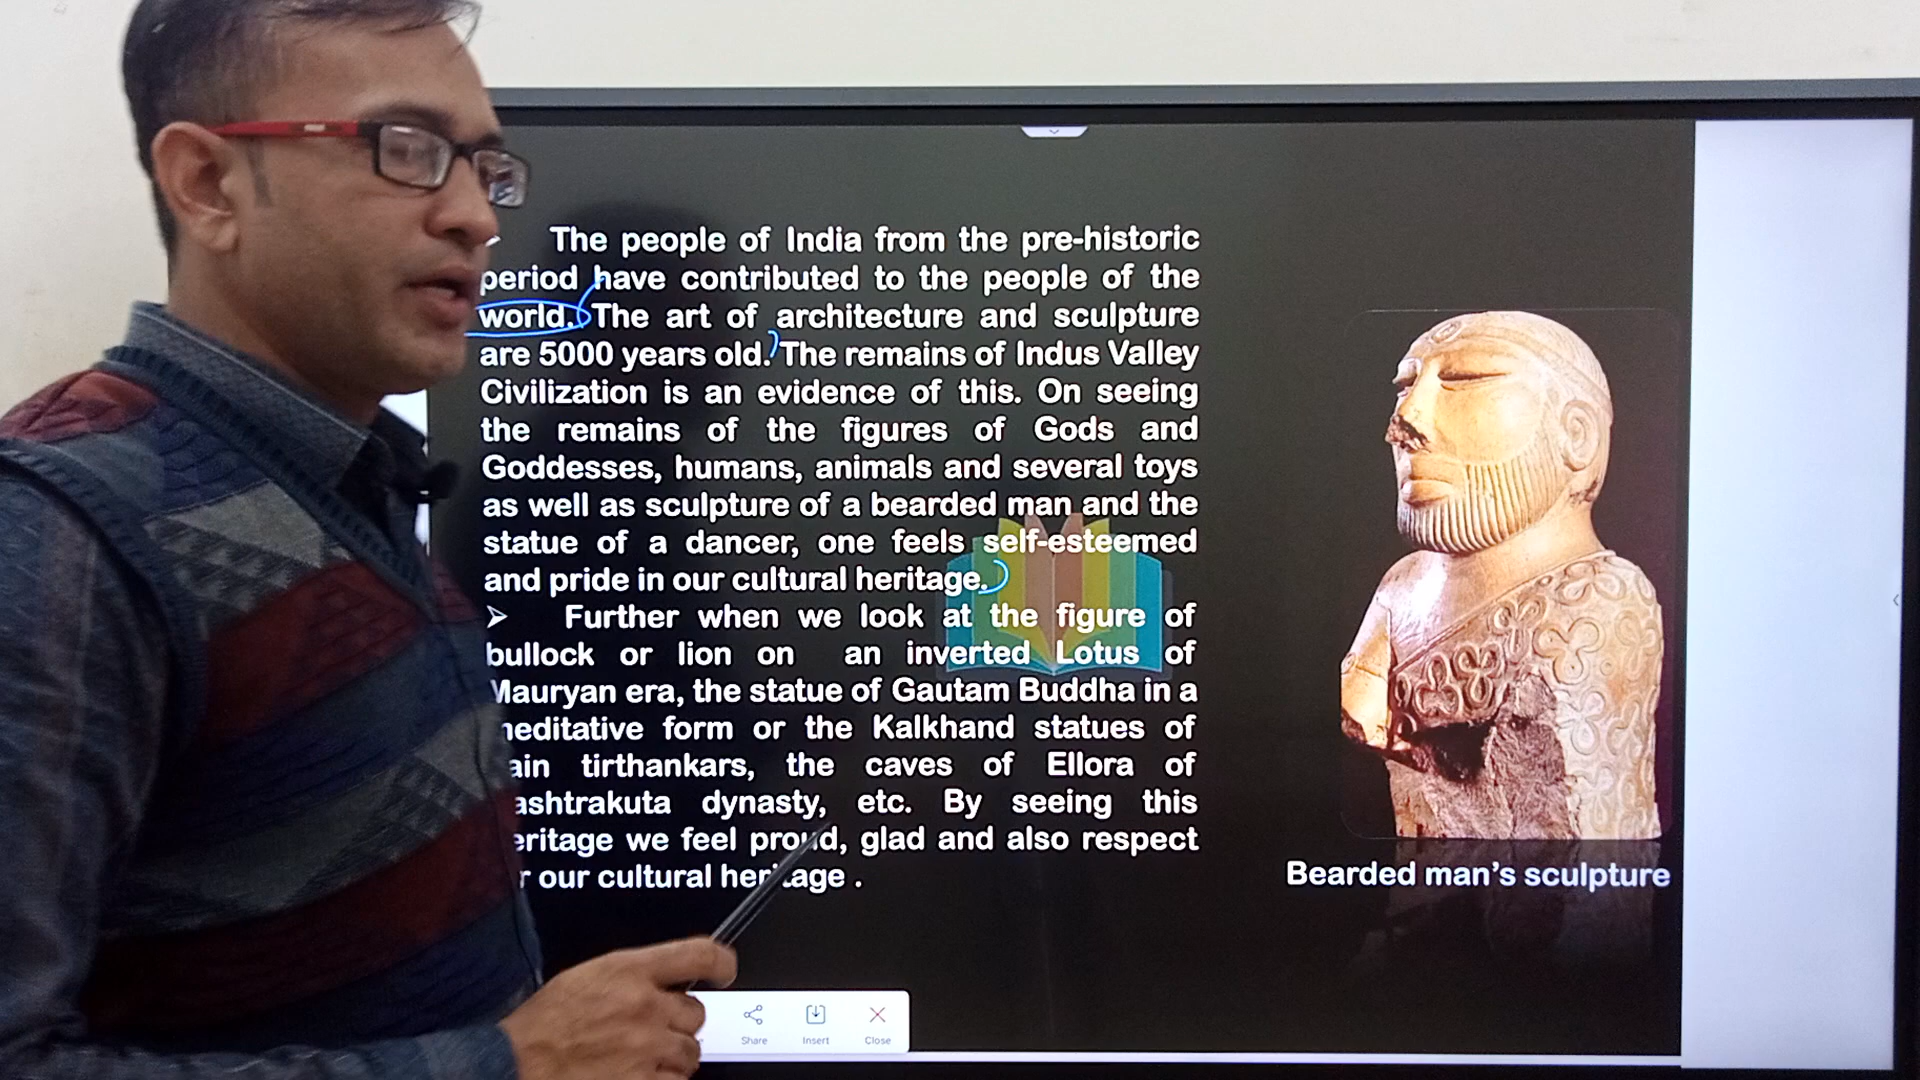 The people of India from the pre-historic
period have contributed to the people of the
world. The art of architecture and sculpture
are 5000 years old. The remains of Indus Valley
Civilization is an evidence of this. On seeing
the remains of the figures of Gods and
Goddesses, humans, animals and several toys
as well as sculpture of a bearded man and the
statue of a dancer, one feels self-esteemed
and pride in our cultural heritage.
➢ Further when we look at the figure of
bullock or lion on an inverted Lotus of
Mauryan era, the statue of Gautam Buddha in a
meditative form or the Kalkhand statues of
ain tirthankars, the caves of Ellora of
ashtrakuta dynasty, etc. By seeing this
eritage we feel proud, glad and also respect
r our cultural heritage .
Bearded man's sculpture
Share Insert Close